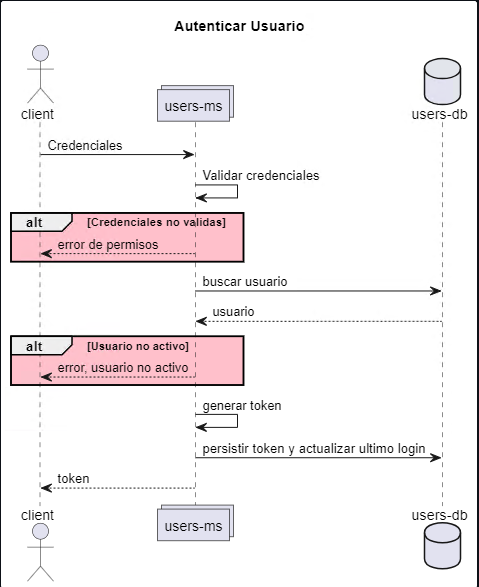 Autenticar Usuario
client
users-ms
users-db
Credenciales
Validar credenciales
alt [Credenciales no validas]
error de permisos
buscar usuario
usuario
alt [Usuario no activo]
error, usuario no activo
generar token
persistir token y actualizar ultimo login
token
client
users-ms
users-db